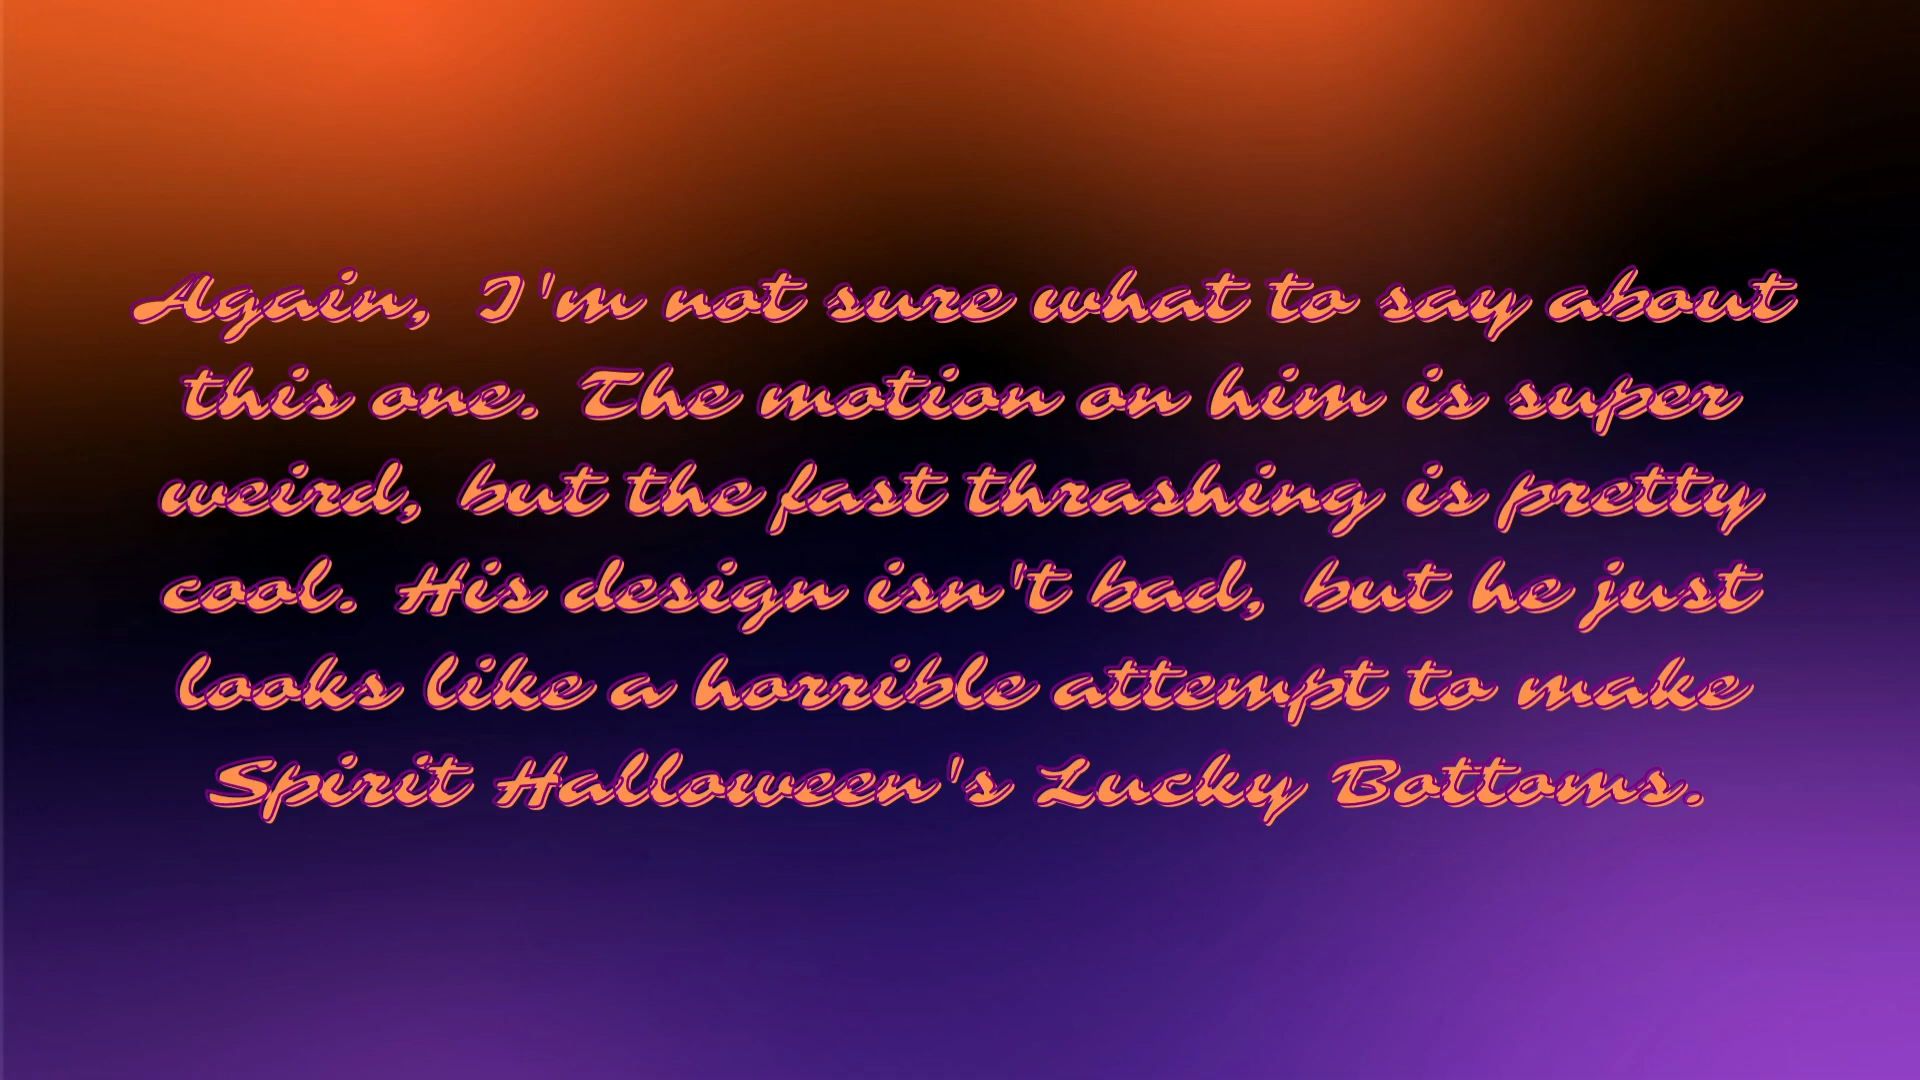 Again, I'm not sure what to say about
this one. The motion on him is super
weird, but the fast thrashing is pretty
cool. His design isn't bad, but he just
looks like a horrible attempt to make
Spirit Halloween's Lucky Bottoms.